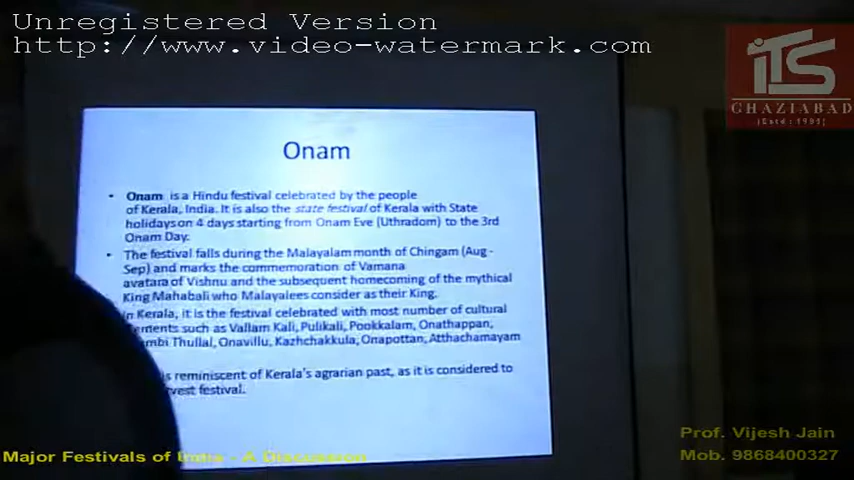 Unregistered Version
http://www.video-watermark.com
iTS
GHAZIABAD
(Estd : 1995)
Onam
• Onam is a Hindu festival celebrated by the people
of Kerala, India. It is also the state festival of Kerala with State
holidays on 4 days starting from Onam Eve (Uthradom) to the 3rd
Onam Day.
• The festival falls during the Malayalam month of Chingam (Aug -
Sep) and marks the commemoration of Vamana
avatara of Vishnu and the subsequent homecoming of the mythical
King Mahabali who Malayalees consider as their King.
In Kerala, it is the festival celebrated with most number of cultural
such as Vallam Kali, Pulikali, Pookkalam, Onathappan,
Thullal, Onavillu, Kazhchakkula, Onapottan, Atthachamayam
is reminiscent of Kerala's agrarian past, as it is considered to
festival.
Major Festivals of India - A Discussion
Prof. Vijesh Jain
Mob. 9868400327